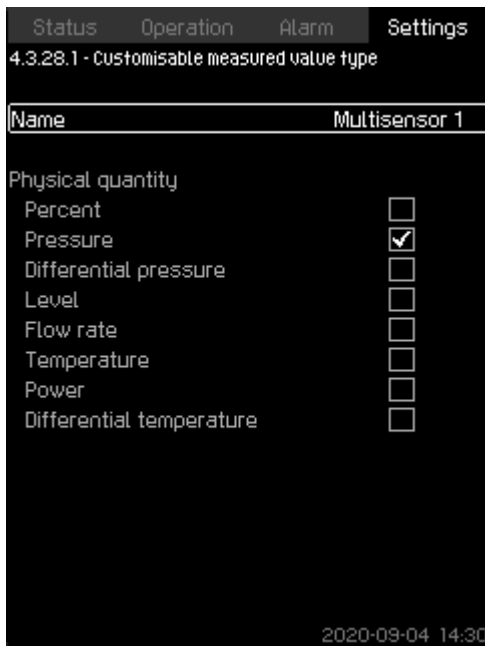 Status Operation Alarm Settings
4.3.28.1 - Customisable measured value type
Name Multisensor 1
Physical quantity
Percent
Pressure
Differential pressure
Level
Flow rate
Temperature
Power
Differential temperature
2020-09-04 14:30